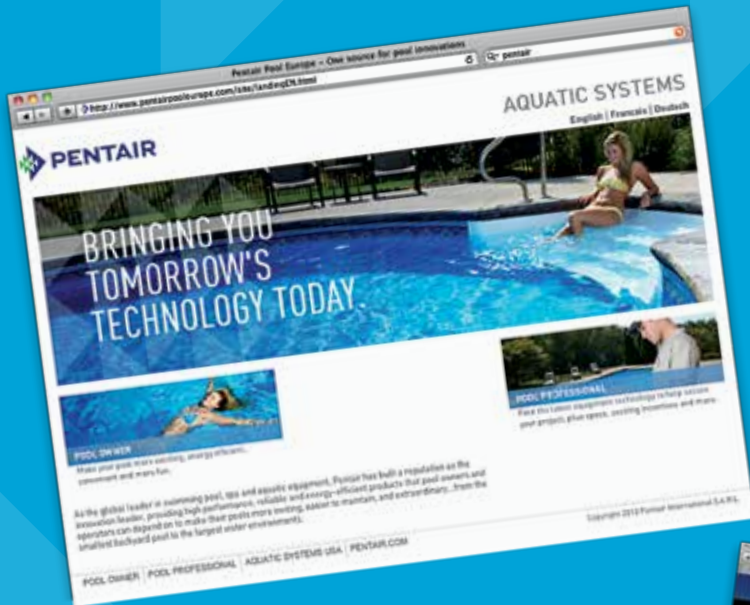 Pentair Pool Europe – One source for pool innovations
http://www.pentairpooleurope.com/site/landingEN.html
pentair
PENTAIR
AQUATIC SYSTEMS
English | Francais | Deutsch
BRINGING YOU
TOMORROW'S
TECHNOLOGY TODAY.
POOL OWNER
Make your pool more exciting, energy efficient,
convenient and more fun.
POOL PROFESSIONAL
Find the latest equipment technology to help secure
your project, plus specs, exciting incentives and more.
As the global leader in swimming pool, spa and aquatic equipment, Pentair has built a reputation as the
innovation leader, providing high performance, reliable and energy-efficient products that pool owners and
operators can depend on to make their pools more exciting, easier to maintain, and extraordinary...from the
smallest backyard pool to the largest water environments.
POOL OWNER | POOL PROFESSIONAL | AQUATIC SYSTEMS USA | PENTAIR.COM
Copyright 2013 Pentair International S.A.R.L.